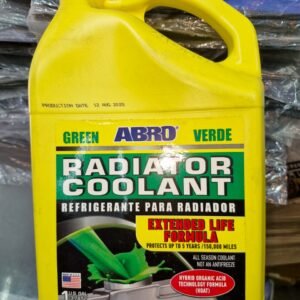 PRODUCTION DATE: 12 AUG 2020
GREEN ABRO VERDE
RADIATOR
COOLANT
REFRIGERANTE PARA RADIADOR
EXTENDED LIFE
FORMULA
PROTECTS UP TO 5 YEARS / 150,000 MILES
ALL SEASON COOLANT
NOT AN ANTIFREEZE
HYBRID ORGANIC ACID
TECHNOLOGY FORMULA
(HOAT)